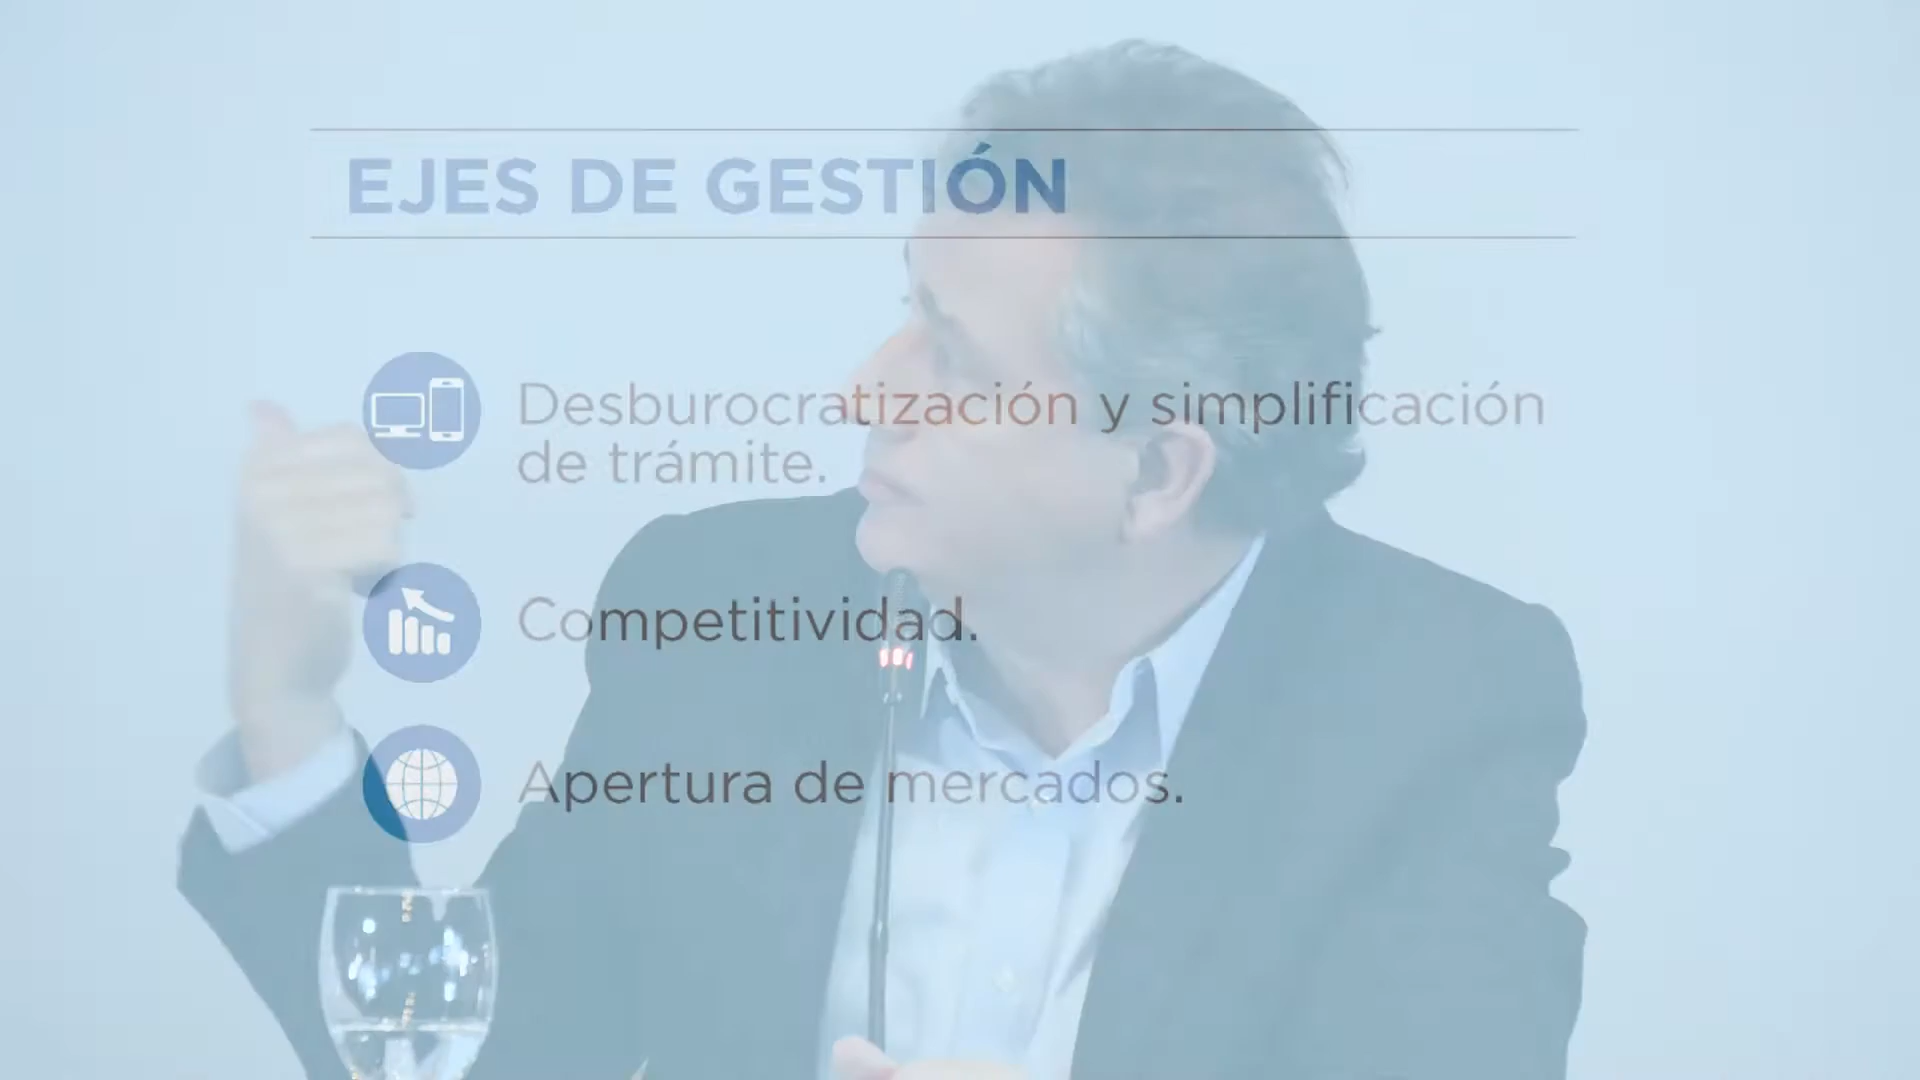 EJES DE GESTIÓN
Desburocratización y simplificación
de trámite.
Competitividad.
Apertura de mercados.